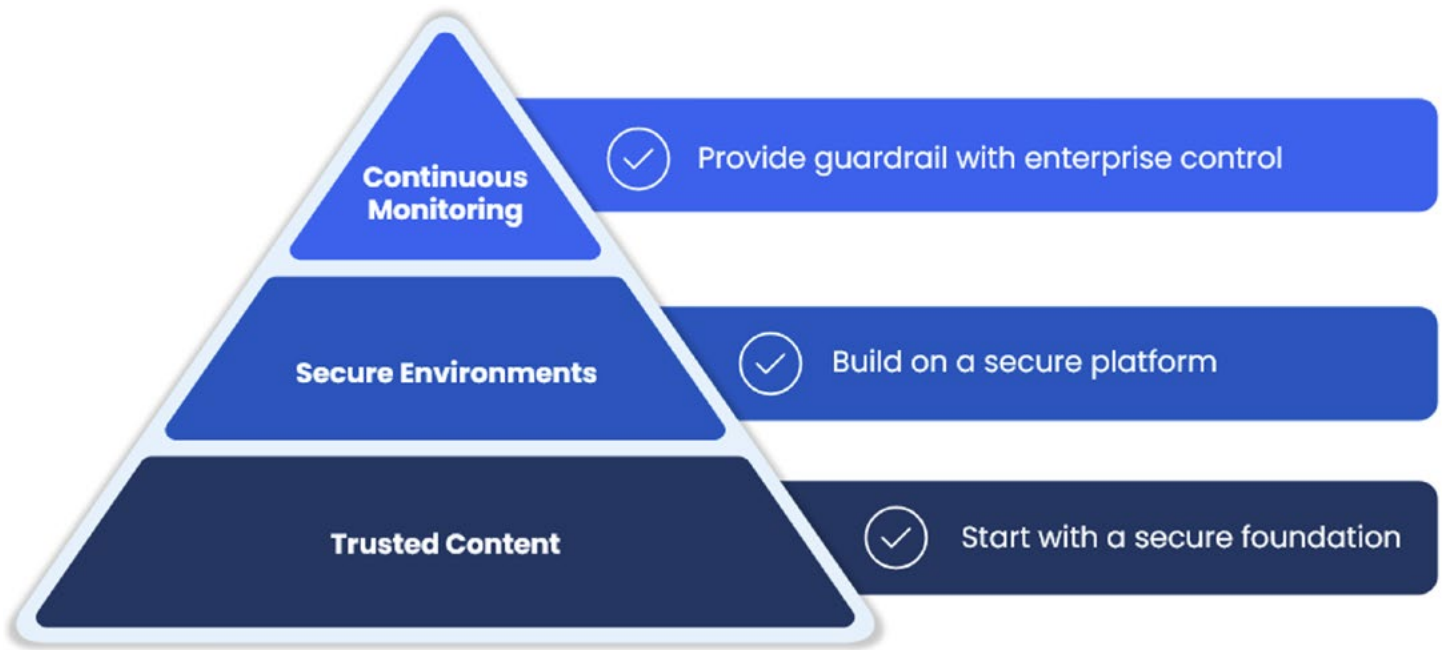 Continuous
Monitoring
Provide guardrail with enterprise control
Secure Environments
Build on a secure platform
Trusted Content
Start with a secure foundation